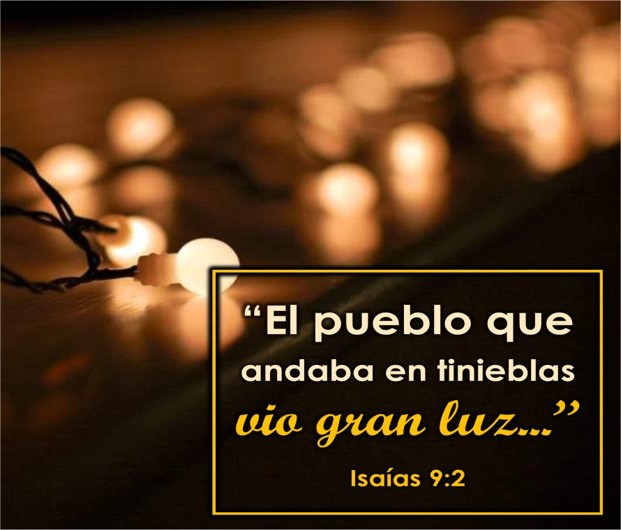 “El pueblo que
andaba en tinieblas
vio gran luz...”
Isaías 9:2